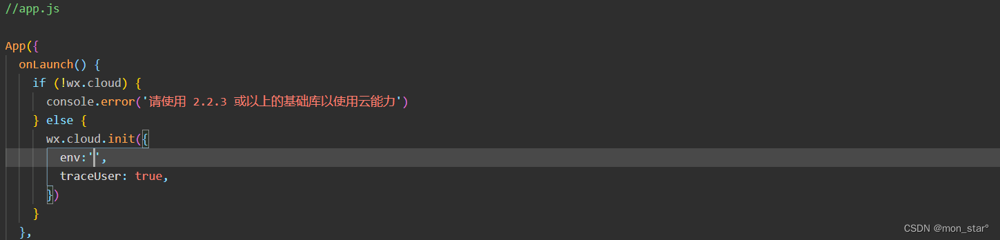 //app.js
App({
onLaunch() {
if (!wx.cloud) {
console.error('请使用 2.2.3 或以上的基础库以使用云能力')
} else {
wx.cloud.init({
env:'',
traceUser: true,
})
}
},
CSDN @mon_star°